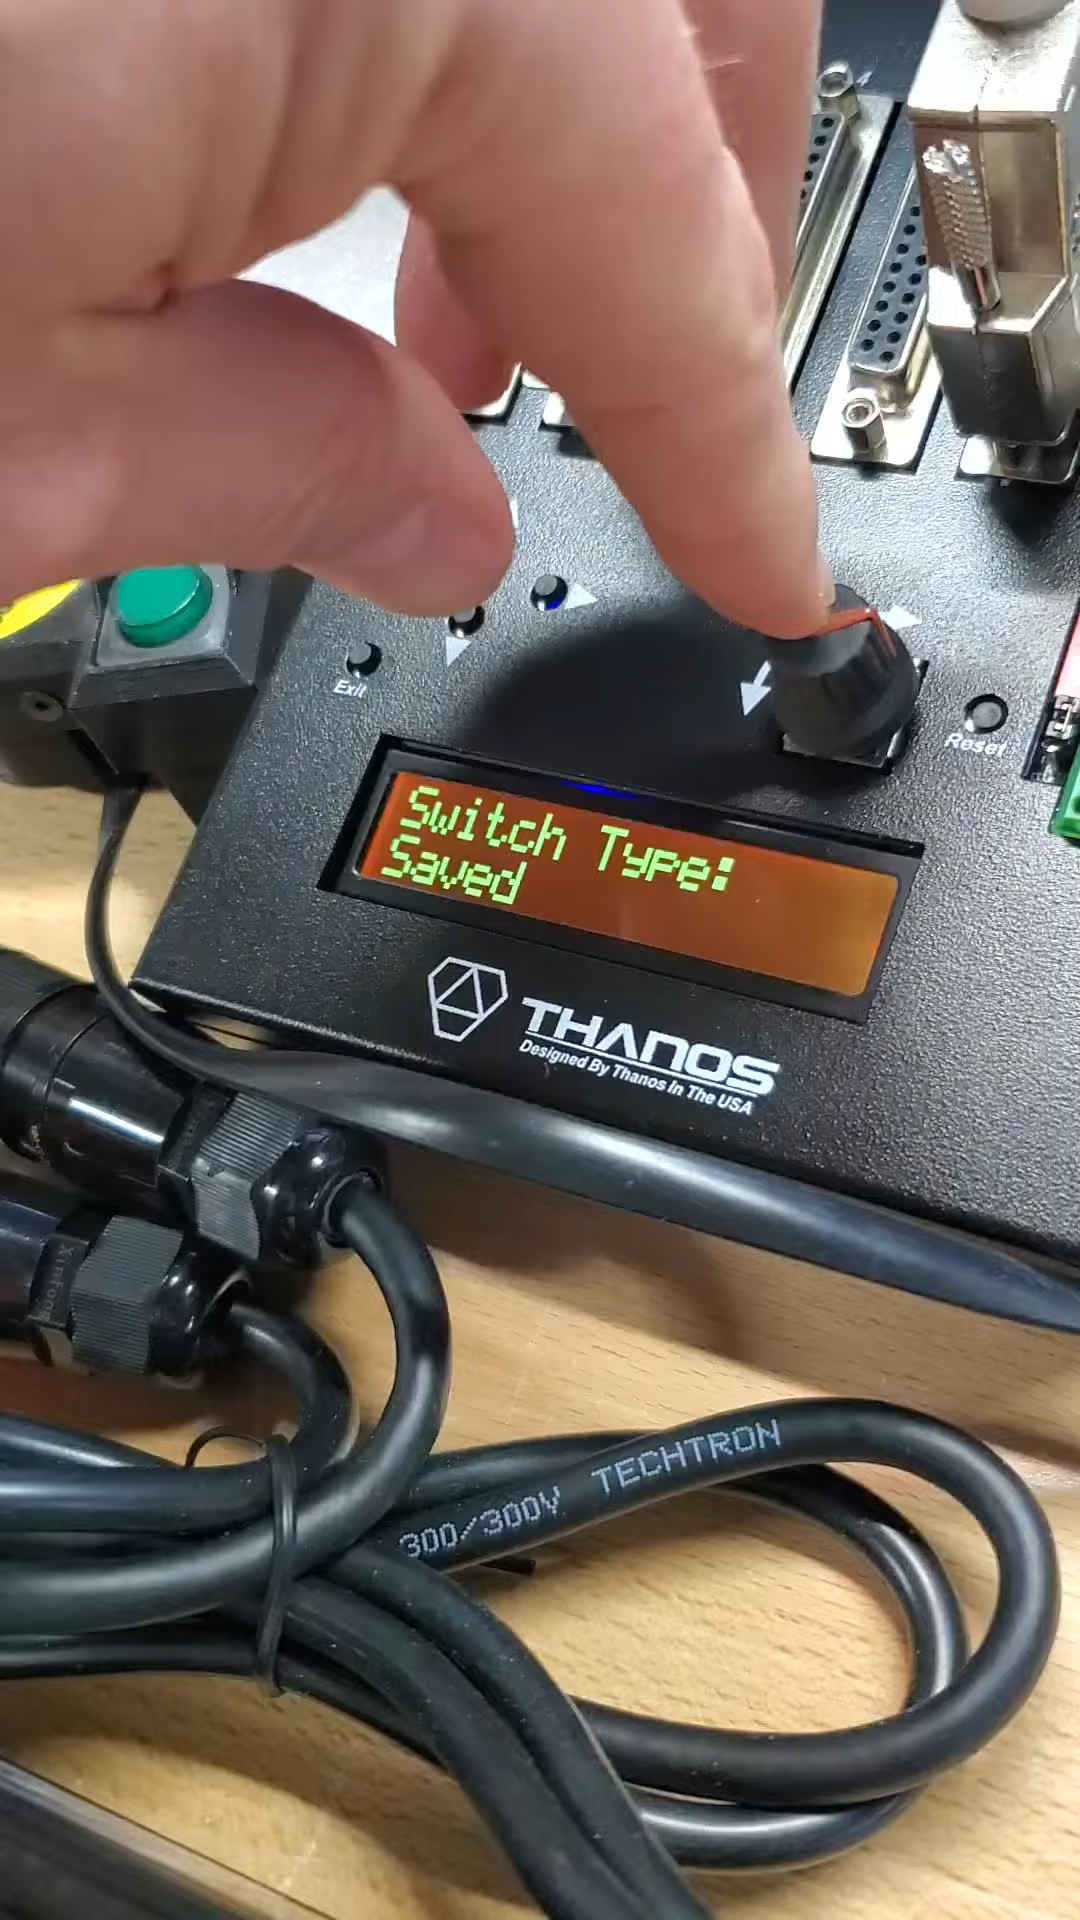 Exit
Reset
Switch Type:
Saved
THANOS
Designed By Thanos In The USA
300/300V TECHTRON